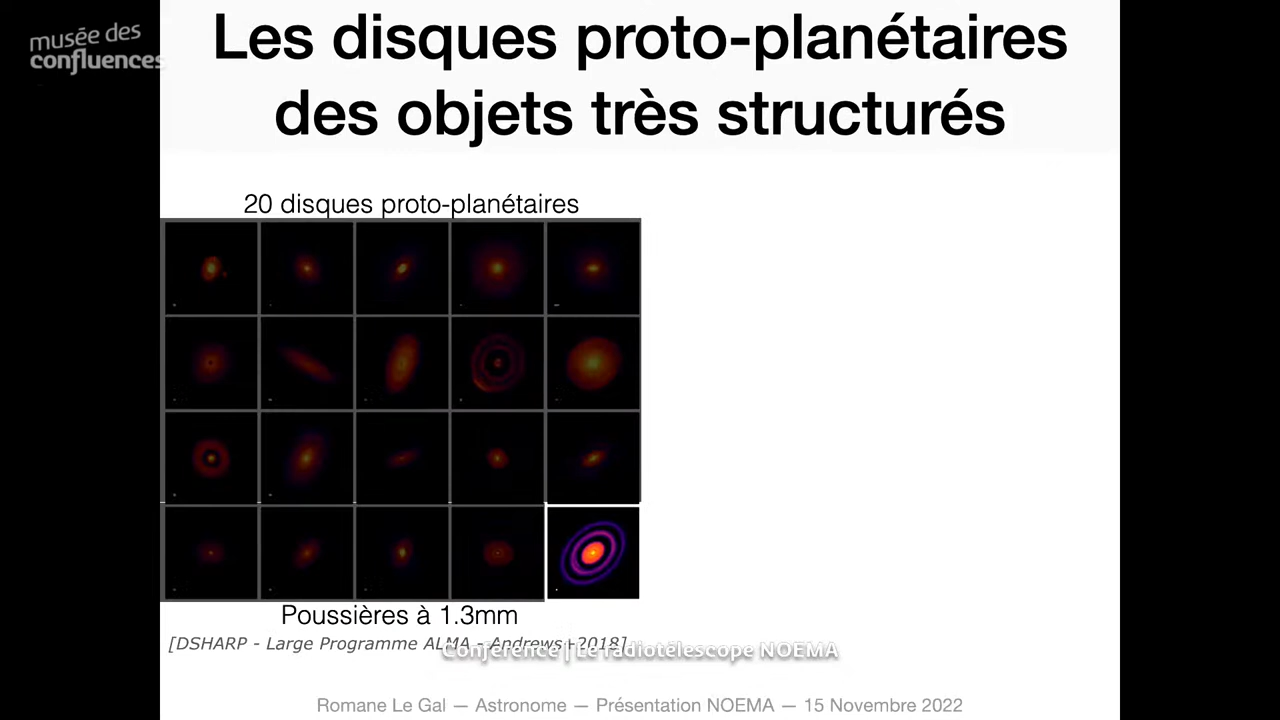 musée des
confluences
Les disques proto-planétaires
des objets très structurés
20 disques proto-planétaires
Poussières à 1.3mm
[DSHARP - Large Programme ALMA - Andrews+2018]
Conférence | Le radiotélescope NOEMA
Romane Le Gal — Astronome — Présentation NOEMA — 15 Novembre 2022